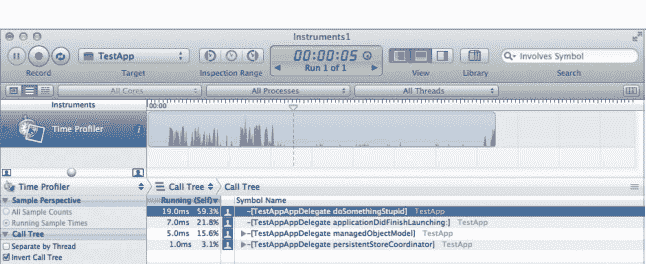 Instruments1
TestApp
00:00:05
Run 1 of 1
Involves Symbol
Record
Target
Inspection Range
View
Library
Search
All Cores
All Processes
All Threads
Instruments
00:00
Time Profiler
Time Profiler
Call Tree
Call Tree
Sample Perspective
Running (Self)
Symbol Name
All Sample Counts
19.0ms 59.3% -[TestAppAppDelegate doSomethingStupid] TestApp
Running Sample Times
7.0ms 21.8% -[TestAppAppDelegate applicationDidFinishLaunching:] TestApp
Call Tree
5.0ms 15.6% -[TestAppAppDelegate managedObjectModel] TestApp
Separate by Thread
1.0ms 3.1% -[TestAppAppDelegate persistentStoreCoordinator] TestApp
Invert Call Tree